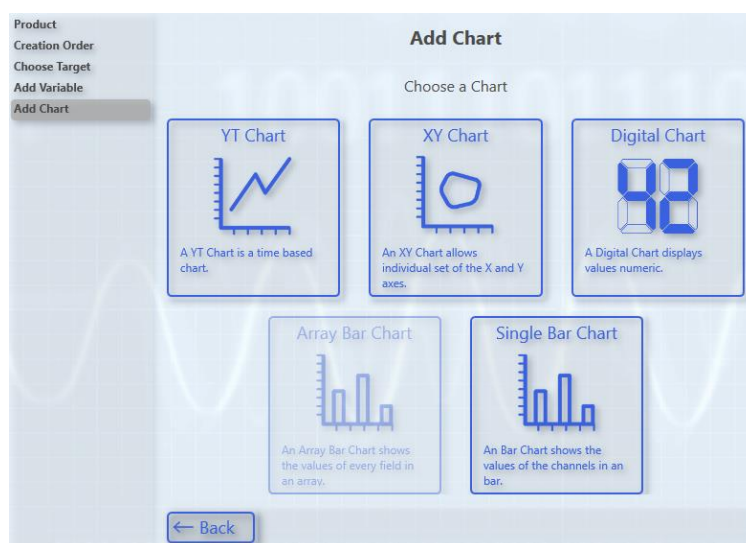 Product
Creation Order
Choose Target
Add Variable
Add Chart
Add Chart
Choose a Chart
YT Chart
A YT Chart is a time based
chart.
XY Chart
An XY Chart allows
individual set of the X and Y
axes.
Digital Chart
42
A Digital Chart displays
values numeric.
Array Bar Chart
An Array Bar Chart shows
the values of every field in
an array.
Single Bar Chart
An Bar Chart shows the
values of the channels in an
bar.
← Back